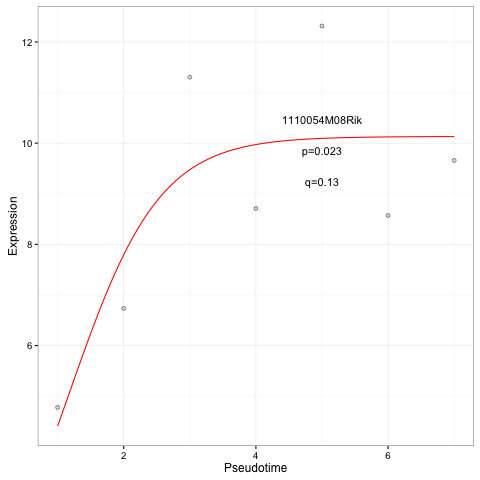 12
10
8
6
Expression
1110054M08Rik
p=0.023
q=0.13
2
4
6
Pseudotime